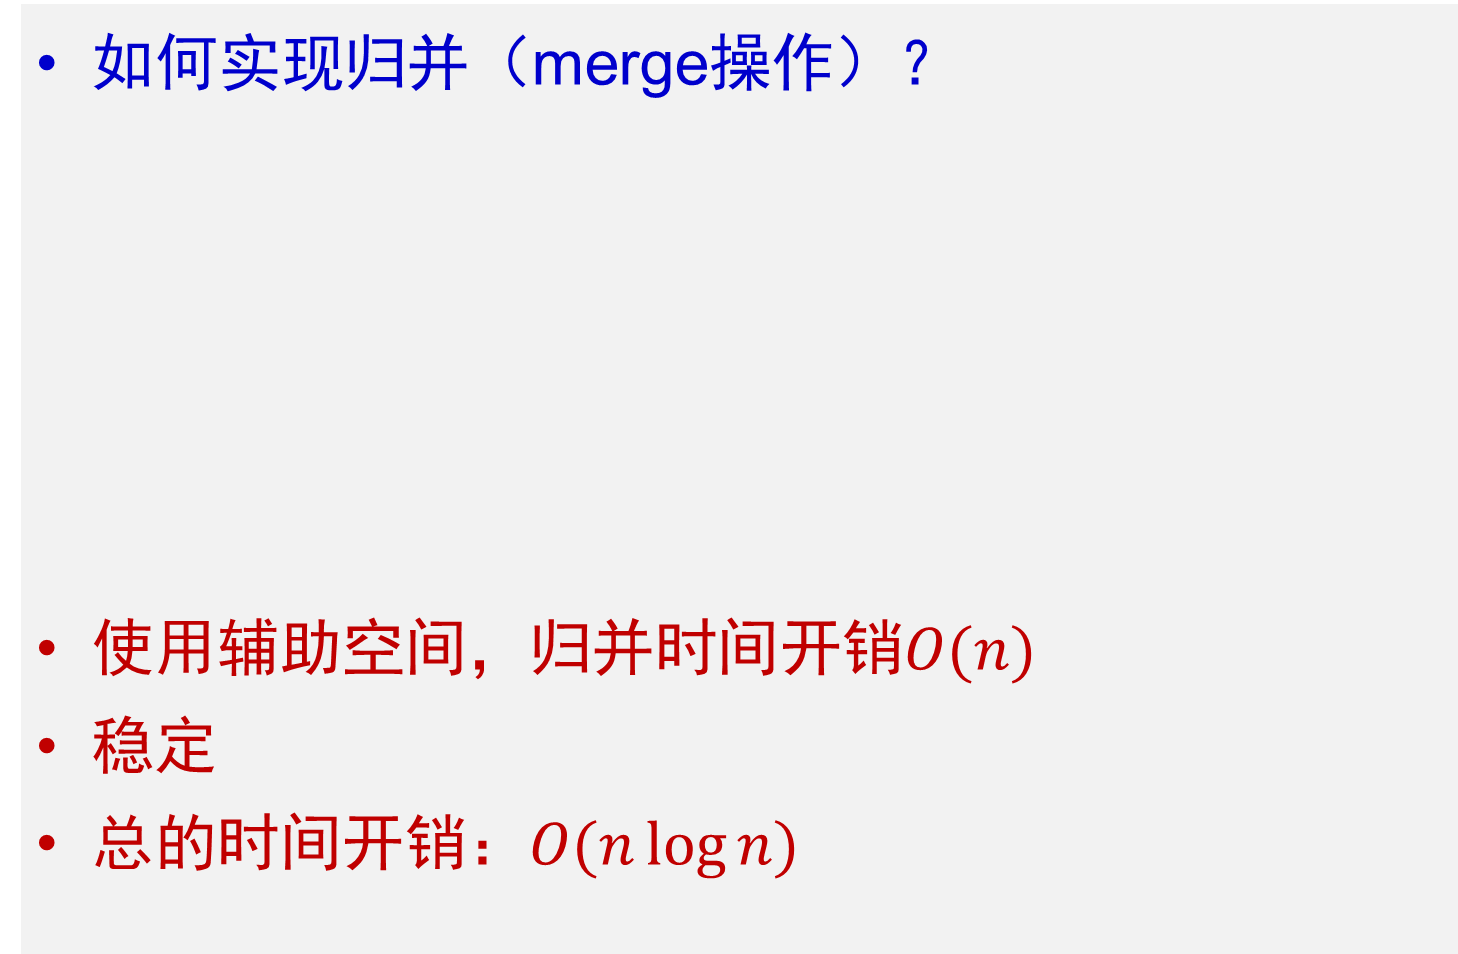 • 如何实现归并（merge操作）?
• 使用辅助空间，归并时间开销O(n)
• 稳定
• 总的时间开销：O(n log n)